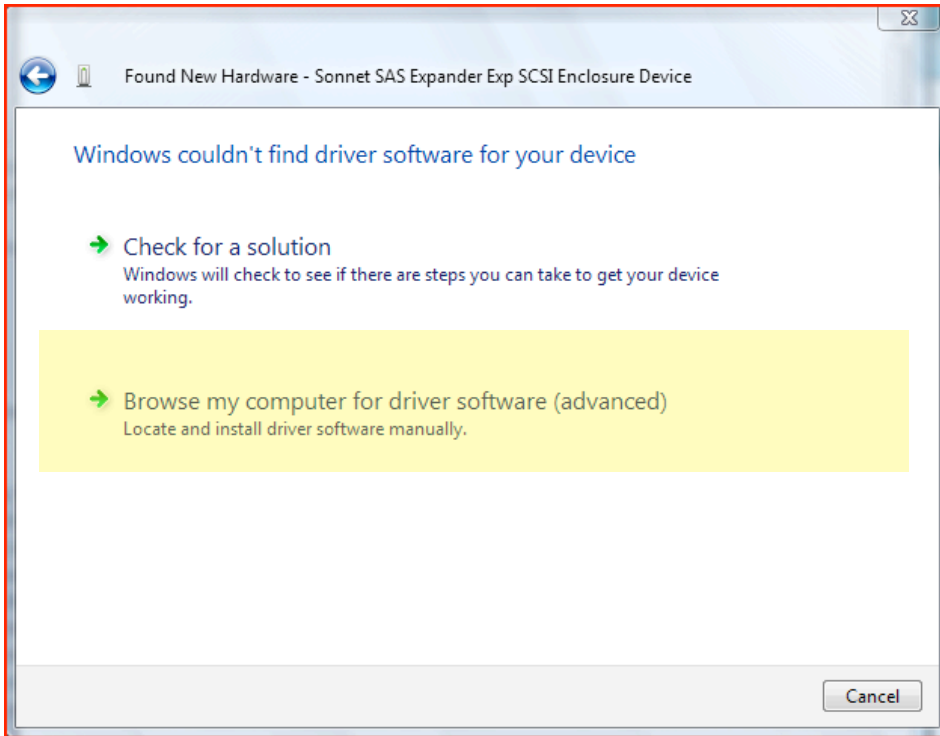 Found New Hardware - Sonnet SAS Expander Exp SCSI Enclosure Device
Windows couldn't find driver software for your device
Check for a solution
Windows will check to see if there are steps you can take to get your device
working.
Browse my computer for driver software (advanced)
Locate and install driver software manually.
Cancel